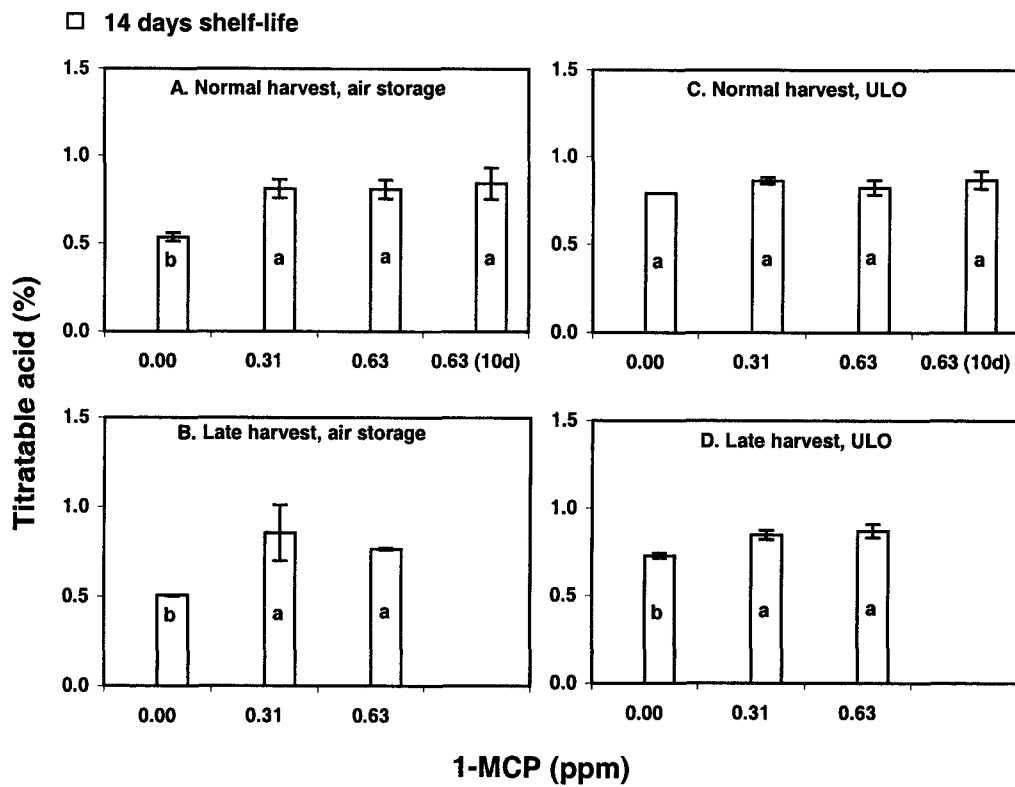 14 days shelf-life
Titratable acid (%)
A. Normal harvest, air storage
1.5
1.0
0.5
0.0
b a a a
0.00 0.31 0.63 0.63 (10d)
C. Normal harvest, ULO
1.5
1.0
0.5
0.0
a a a a
0.00 0.31 0.63 0.63 (10d)
B. Late harvest, air storage
1.5
1.0
0.5
0.0
b a a
0.00 0.31 0.63
D. Late harvest, ULO
1.5
1.0
0.5
0.0
b a a
0.00 0.31 0.63
1-MCP (ppm)